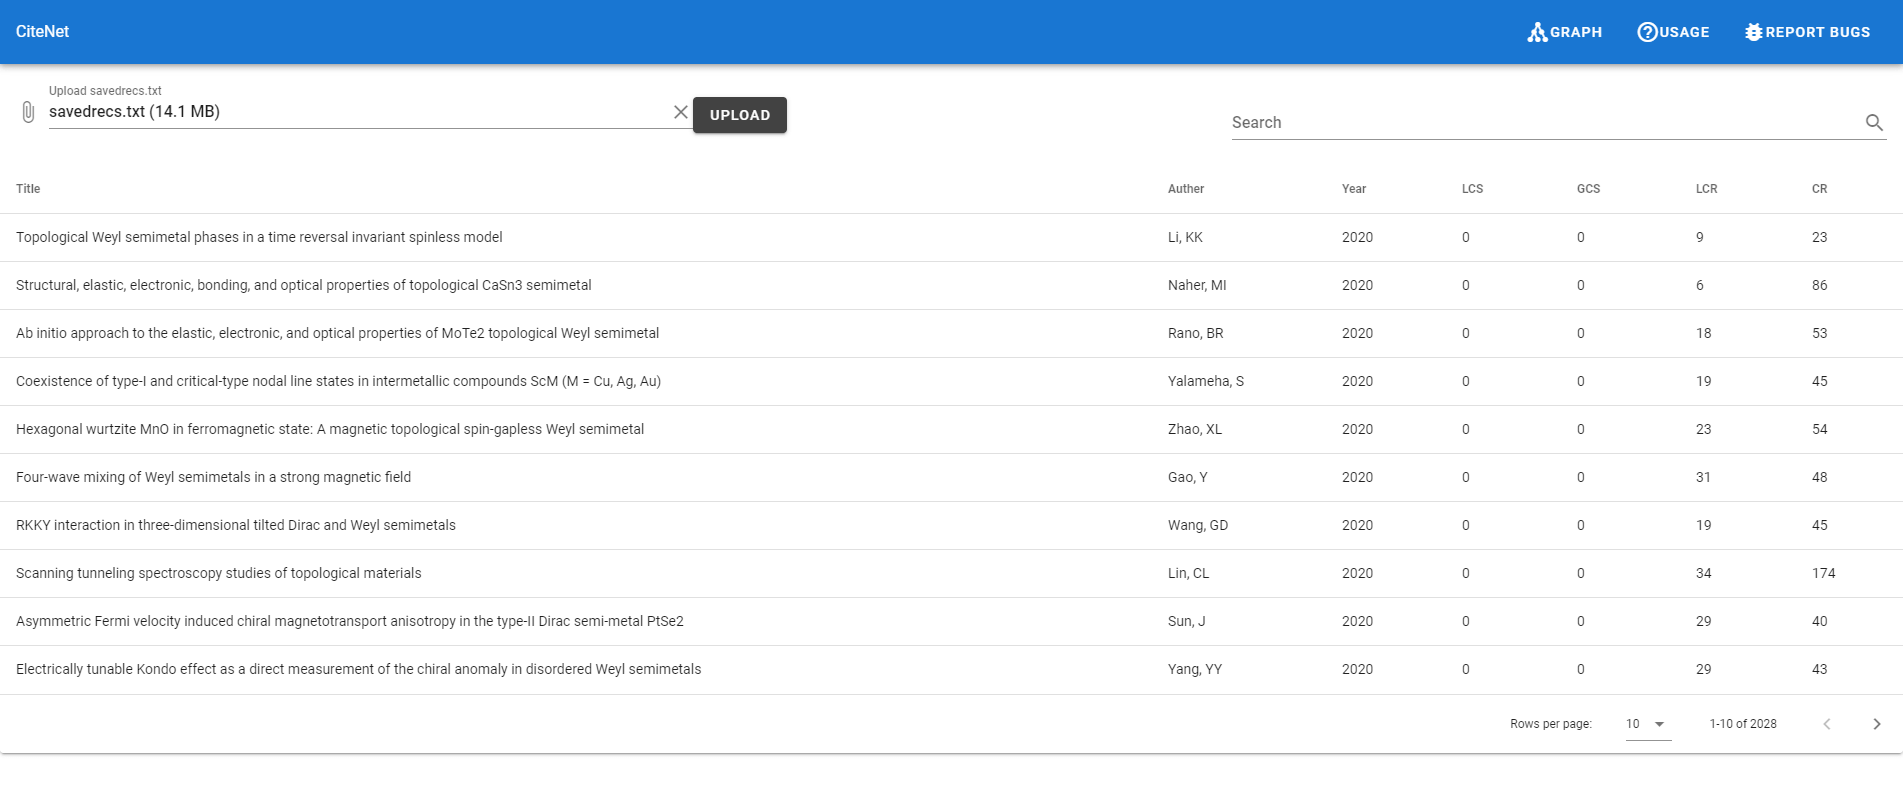 CiteNet GRAPH USAGE REPORT BUGS
Upload savedrecs.txt
savedrecs.txt (14.1 MB) UPLOAD
Search
Title Auther Year LCS GCS LCR CR
Topological Weyl semimetal phases in a time reversal invariant spinless model Li, KK 2020 0 0 9 23
Structural, elastic, electronic, bonding, and optical properties of topological CaSn3 semimetal Naher, MI 2020 0 0 6 86
Ab initio approach to the elastic, electronic, and optical properties of MoTe2 topological Weyl semimetal Rano, BR 2020 0 0 18 53
Coexistence of type-I and critical-type nodal line states in intermetallic compounds ScM (M = Cu, Ag, Au) Yalameha, S 2020 0 0 19 45
Hexagonal wurtzite MnO in ferromagnetic state: A magnetic topological spin-gapless Weyl semimetal Zhao, XL 2020 0 0 23 54
Four-wave mixing of Weyl semimetals in a strong magnetic field Gao, Y 2020 0 0 31 48
RKKY interaction in three-dimensional tilted Dirac and Weyl semimetals Wang, GD 2020 0 0 19 45
Scanning tunneling spectroscopy studies of topological materials Lin, CL 2020 0 0 34 174
Asymmetric Fermi velocity induced chiral magnetotransport anisotropy in the type-II Dirac semi-metal PtSe2 Sun, J 2020 0 0 29 40
Electrically tunable Kondo effect as a direct measurement of the chiral anomaly in disordered Weyl semimetals Yang, YY 2020 0 0 29 43
Rows per page: 10 1-10 of 2028